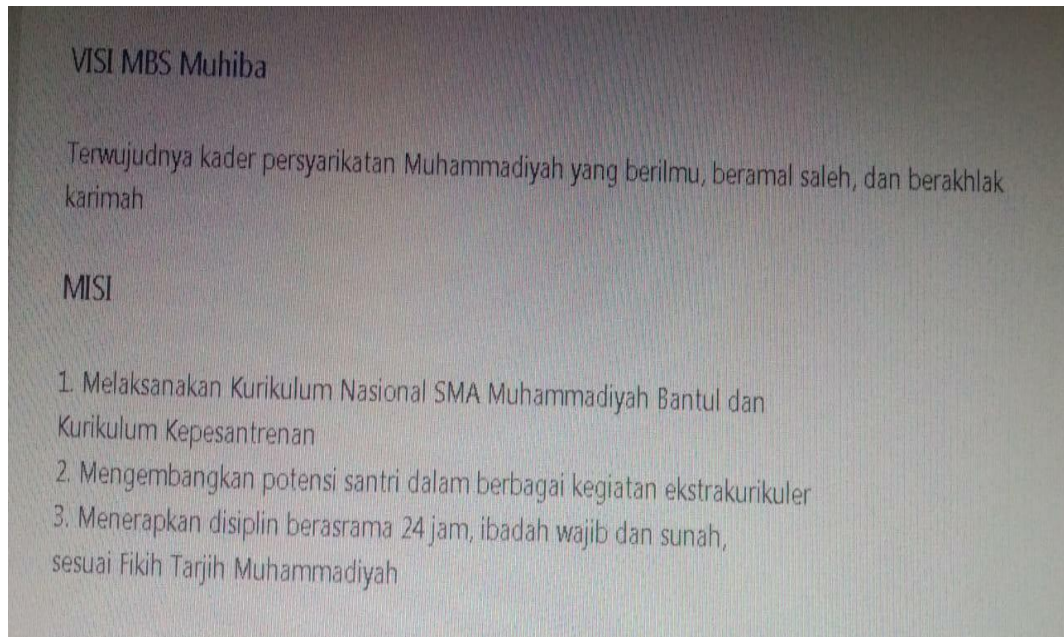 VISI MBS Muhiba
Terwujudnya kader persyarikatan Muhammadiyah yang berilmu, beramal saleh, dan berakhlak
karimah
MISI
1. Melaksanakan Kurikulum Nasional SMA Muhammadiyah Bantul dan
Kurikulum Kepesantrenan
2. Mengembangkan potensi santri dalam berbagai kegiatan ekstrakurikuler
3. Menerapkan disiplin berasrama 24 jam, ibadah wajib dan sunah,
sesuai Fikih Tarjih Muhammadiyah